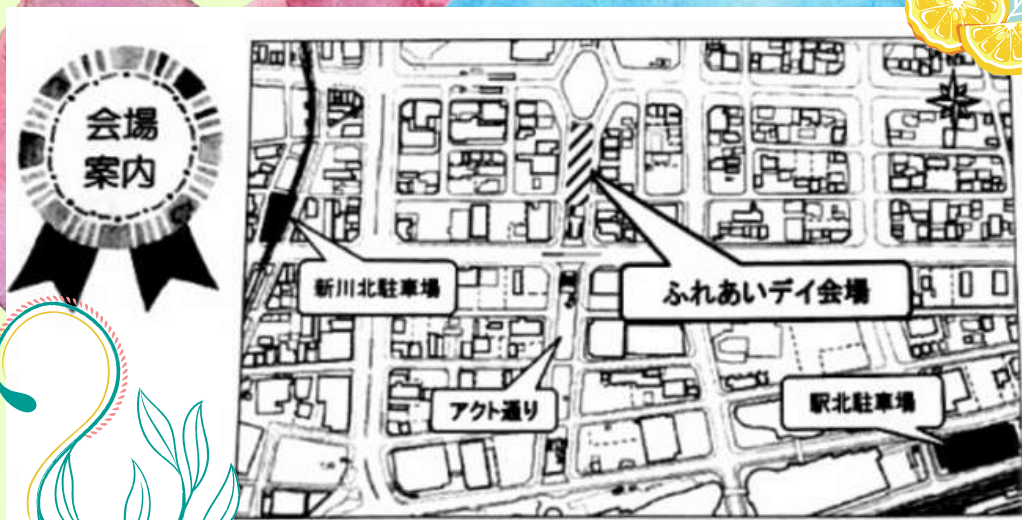 会場
案内
新川北駐車場
ふれあいデイ会場
アクト通り
駅北駐車場